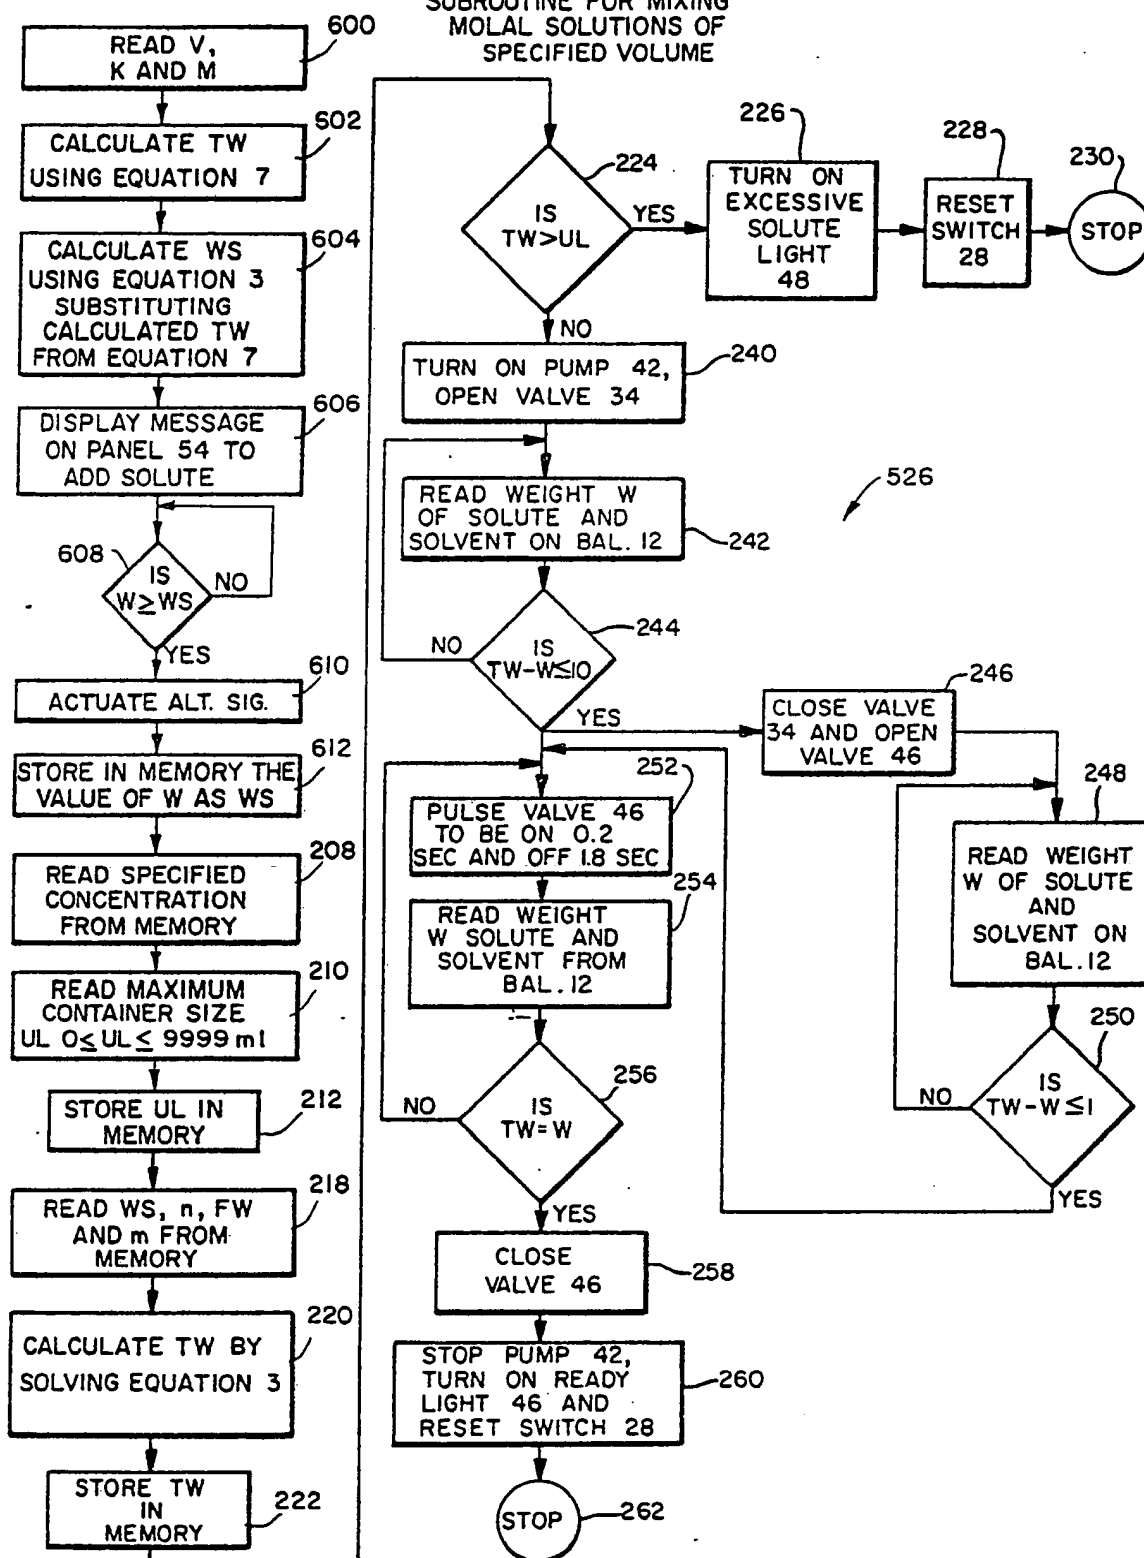 SUBROUTINE FOR MIXING
MOLAL SOLUTIONS OF
SPECIFIED VOLUME
READ V,
K AND M
600
CALCULATE TW
USING EQUATION 7
602
CALCULATE WS
USING EQUATION 3
SUBSTITUTING
CALCULATED TW
FROM EQUATION 7
604
DISPLAY MESSAGE
ON PANEL 54 TO
ADD SOLUTE
606
608
IS
W≥WS
NO
YES
ACTUATE ALT. SIG.
610
STORE IN MEMORY THE
VALUE OF W AS WS
612
READ SPECIFIED
CONCENTRATION
FROM MEMORY
208
READ MAXIMUM
CONTAINER SIZE
UL O≤UL≤ 9999 ml
210
STORE UL IN
MEMORY
212
READ WS, n, FW
AND m FROM
MEMORY
218
CALCULATE TW BY
SOLVING EQUATION 3
220
STORE TW
IN
MEMORY
222
IS
TW>UL
224
YES
NO
TURN ON
EXCESSIVE
SOLUTE
LIGHT
48
226
RESET
SWITCH
28
228
STOP
230
TURN ON PUMP 42,
OPEN VALVE 34
240
READ WEIGHT W
OF SOLUTE AND
SOLVENT ON BAL. 12
242
526
IS
TW-W≤10
244
NO
YES
CLOSE VALVE
34 AND OPEN
VALVE 46
246
READ WEIGHT
W OF SOLUTE
AND
SOLVENT ON
BAL. 12
248
IS
TW-W≤1
250
NO
YES
PULSE VALVE 46
TO BE ON 0.2
SEC AND OFF 1.8 SEC
252
READ WEIGHT
W SOLUTE AND
SOLVENT FROM
BAL. 12
254
IS
TW=W
256
NO
YES
CLOSE
VALVE 46
258
STOP PUMP 42,
TURN ON READY
LIGHT 46 AND
RESET SWITCH 28
260
STOP
262